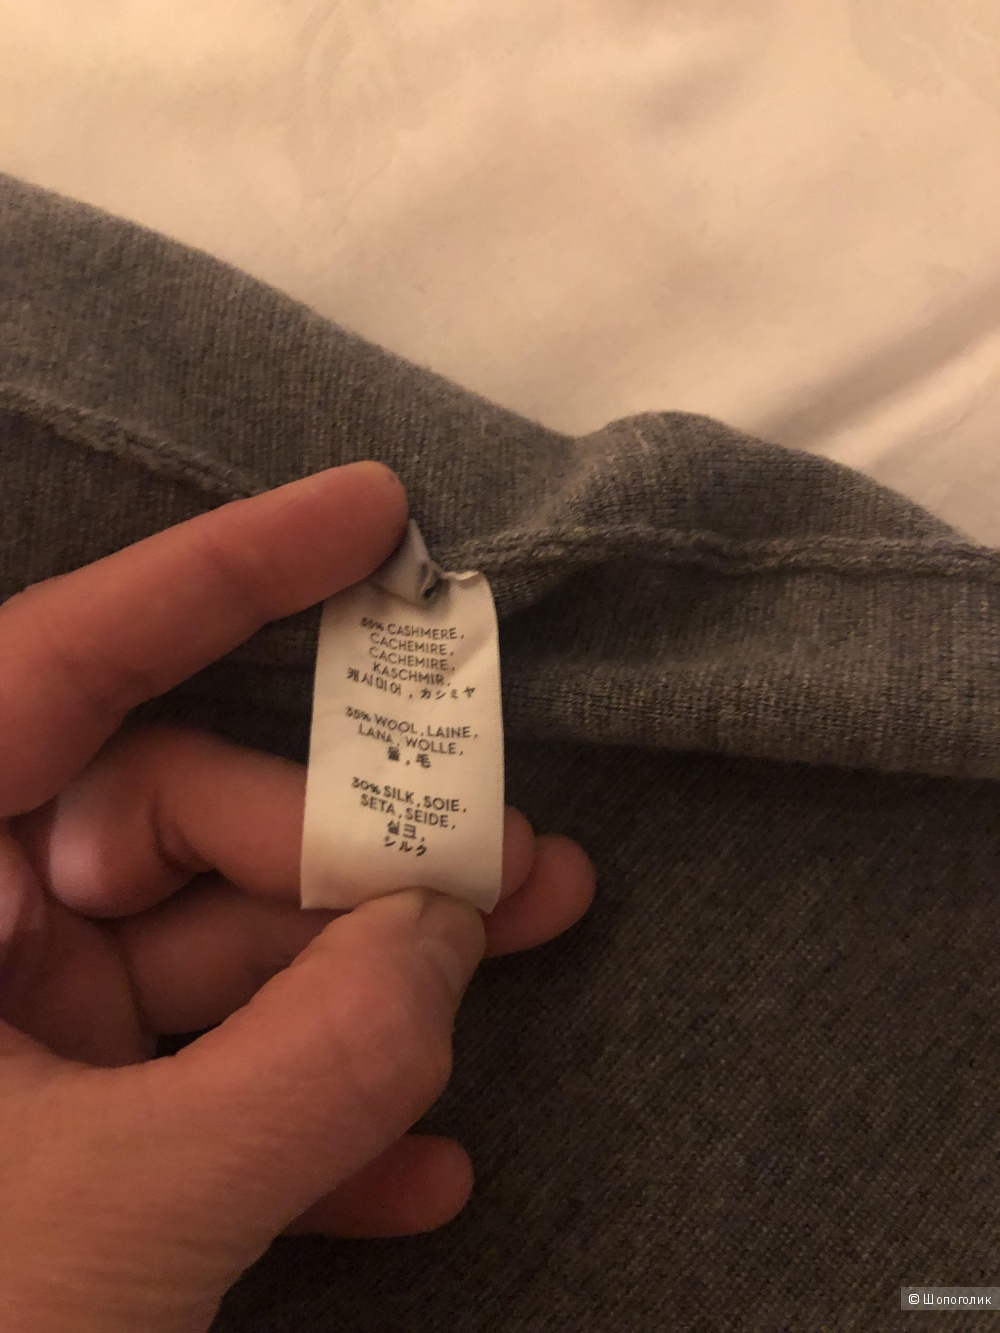 35% CASHMERE,
CACHEMIRE,
CACHEMIRE,
KASCHMIR,
캐시미어, カシミヤ
35% WOOL, LAINE,
LANA, WOLLE,
울, 毛
30% SILK, SOIE,
SETA, SEIDE,
실크,
シルク
© Шопоголик